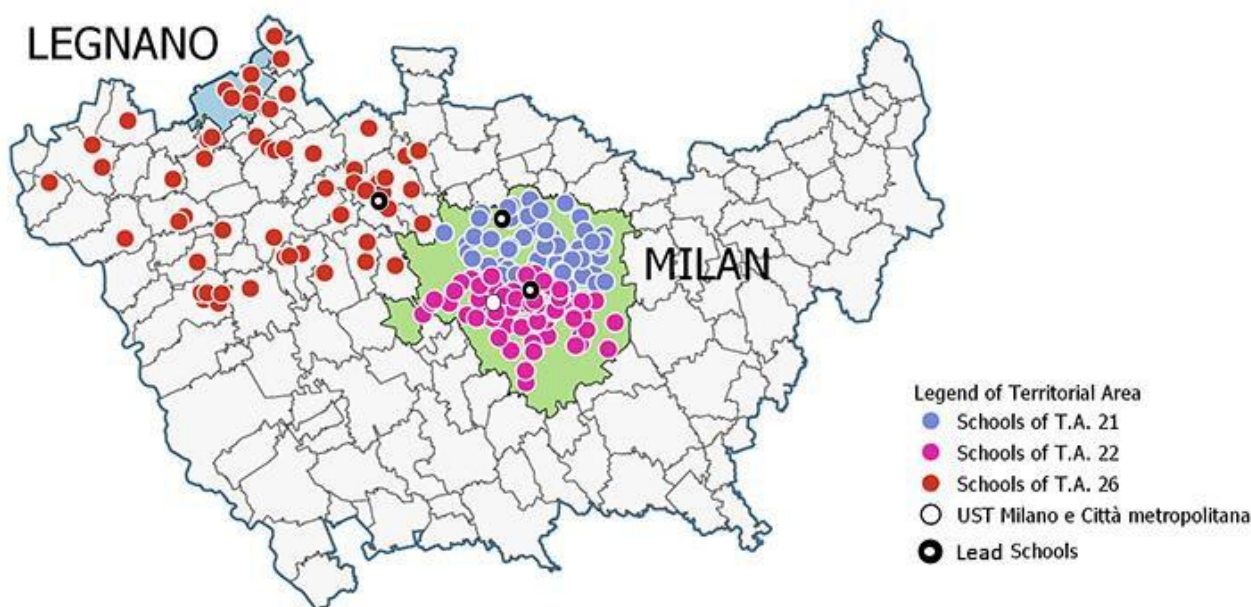 LEGNANO
MILAN
Legend of Territorial Area
Schools of T.A. 21
Schools of T.A. 22
Schools of T.A. 26
UST Milano e Città metropolitana
Lead Schools